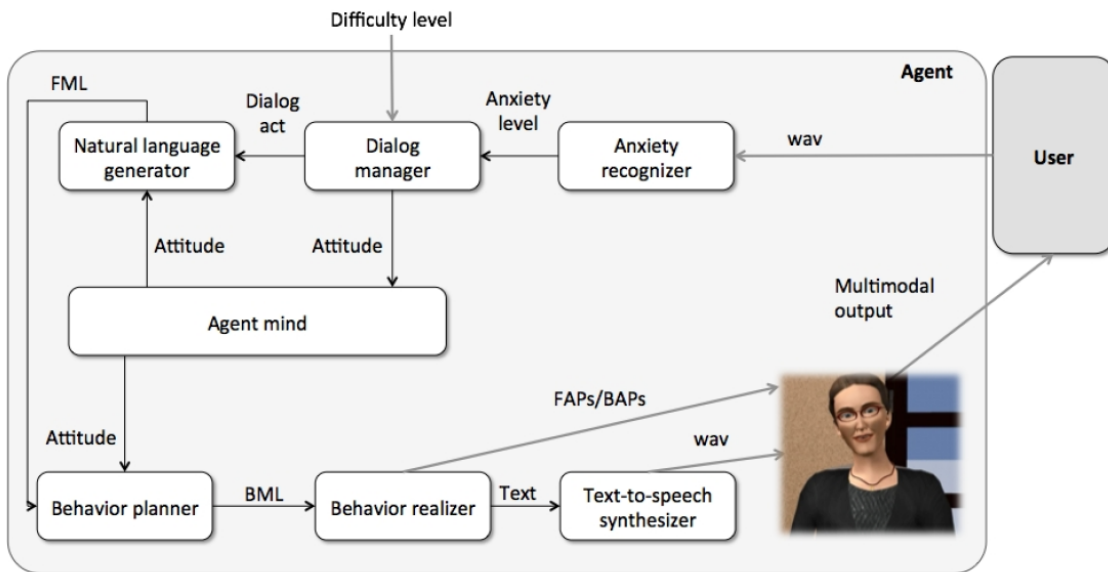 Difficulty level
Agent
FML
Dialog
act
Anxiety
level
wav
User
Natural language
generator
Dialog
manager
Anxiety
recognizer
Attitude
Attitude
Multimodal
output
Agent mind
FAPs/BAPs
wav
Attitude
Behavior planner
BML
Behavior realizer
Text
Text-to-speech
synthesizer